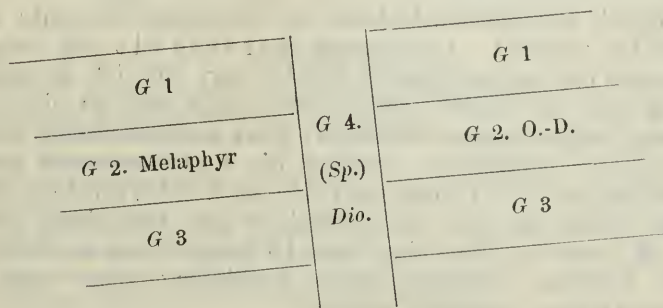 G 1
G 2. Melaphyr
G 3
G 4.
(Sp.)
Dio.
G 1
G 2. O.-D.
G 3